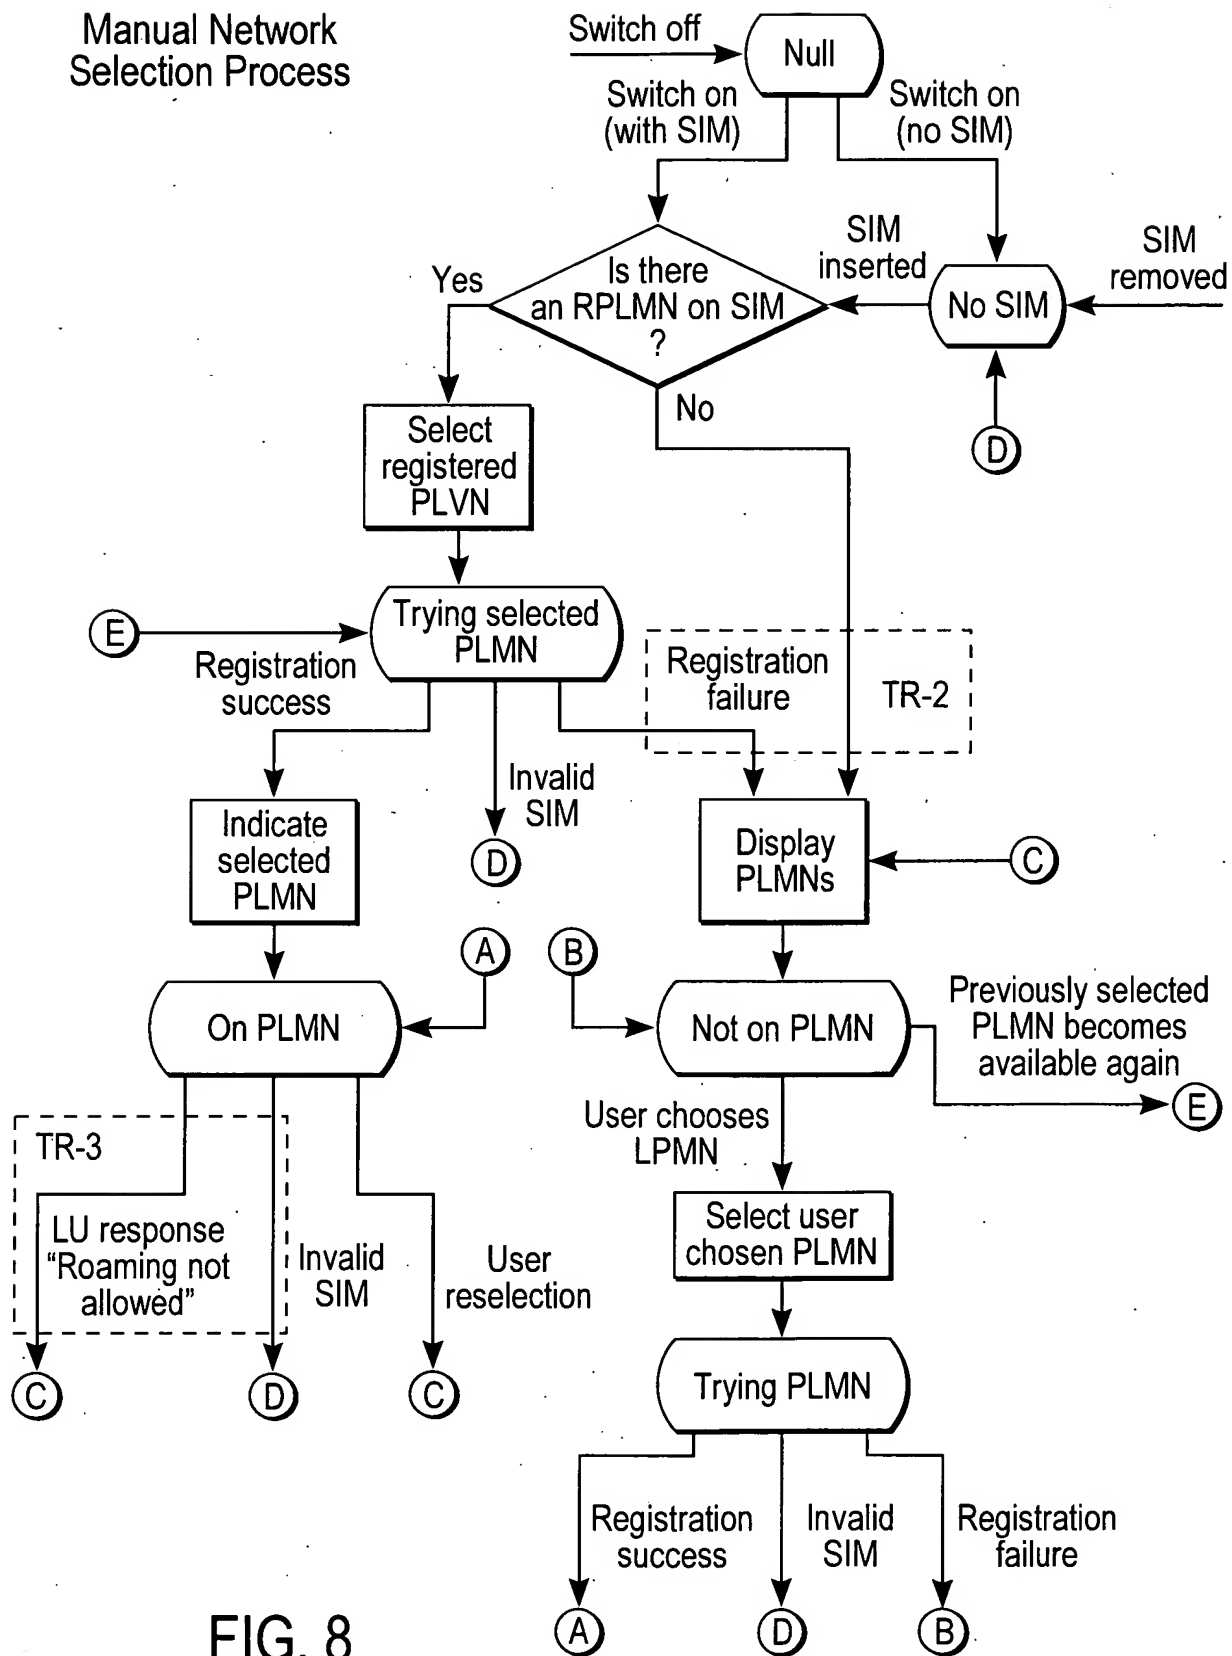 Manual Network
Selection Process
Switch off
Null
Switch on
(with SIM)
Switch on
(no SIM)
SIM
inserted
SIM
removed
Is there
an RPLMN on SIM
?
Yes
No SIM
No
D
Select
registered
PLVN
E
Trying selected
PLMN
Registration
success
Registration
failure
TR-2
Invalid
SIM
Indicate
selected
PLMN
D
Display
PLMNs
C
A
B
On PLMN
Not on PLMN
Previously selected
PLMN becomes
available again
E
User chooses
LPMN
TR-3
LU response
“Roaming not
allowed”
Invalid
SIM
User
reselection
Select user
chosen PLMN
C
D
C
Trying PLMN
Registration
success
Invalid
SIM
Registration
failure
A
D
B
FIG. 8